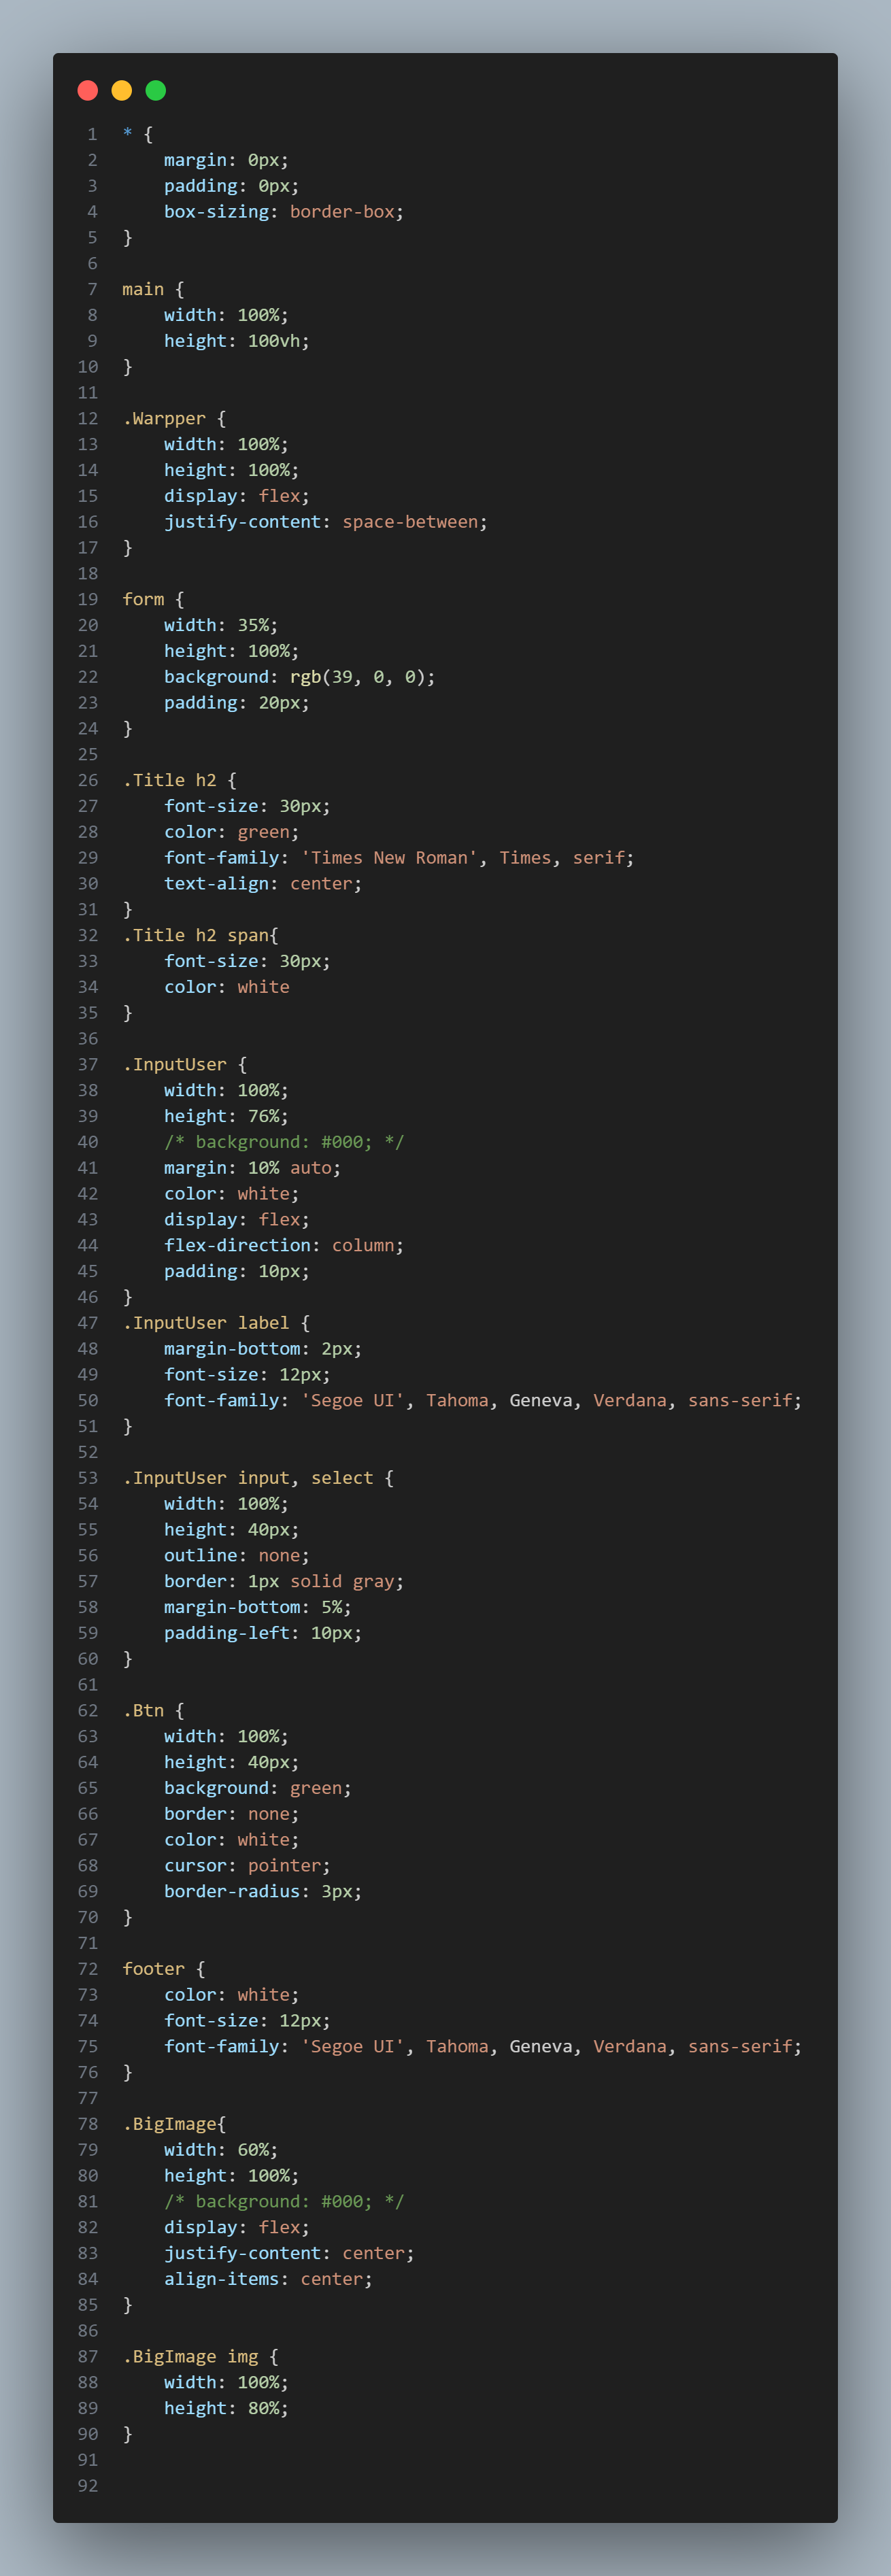 1 * {
2     margin: 0px;
3     padding: 0px;
4     box-sizing: border-box;
5 }
6
7 main {
8     width: 100%;
9     height: 100vh;
10 }
11
12 .Warpper {
13     width: 100%;
14     height: 100%;
15     display: flex;
16     justify-content: space-between;
17 }
18
19 form {
20     width: 35%;
21     height: 100%;
22     background: rgb(39, 0, 0);
23     padding: 20px;
24 }
25
26 .Title h2 {
27     font-size: 30px;
28     color: green;
29     font-family: 'Times New Roman', Times, serif;
30     text-align: center;
31 }
32 .Title h2 span{
33     font-size: 30px;
34     color: white
35 }
36
37 .InputUser {
38     width: 100%;
39     height: 76%;
40     /* background: #000; */
41     margin: 10% auto;
42     color: white;
43     display: flex;
44     flex-direction: column;
45     padding: 10px;
46 }
47 .InputUser label {
48     margin-bottom: 2px;
49     font-size: 12px;
50     font-family: 'Segoe UI', Tahoma, Geneva, Verdana, sans-serif;
51 }
52
53 .InputUser input, select {
54     width: 100%;
55     height: 40px;
56     outline: none;
57     border: 1px solid gray;
58     margin-bottom: 5%;
59     padding-left: 10px;
60 }
61
62 .Btn {
63     width: 100%;
64     height: 40px;
65     background: green;
66     border: none;
67     color: white;
68     cursor: pointer;
69     border-radius: 3px;
70 }
71
72 footer {
73     color: white;
74     font-size: 12px;
75     font-family: 'Segoe UI', Tahoma, Geneva, Verdana, sans-serif;
76 }
77
78 .BigImage{
79     width: 60%;
80     height: 100%;
81     /* background: #000; */
82     display: flex;
83     justify-content: center;
84     align-items: center;
85 }
86
87 .BigImage img {
88     width: 100%;
89     height: 80%;
90 }
91
92